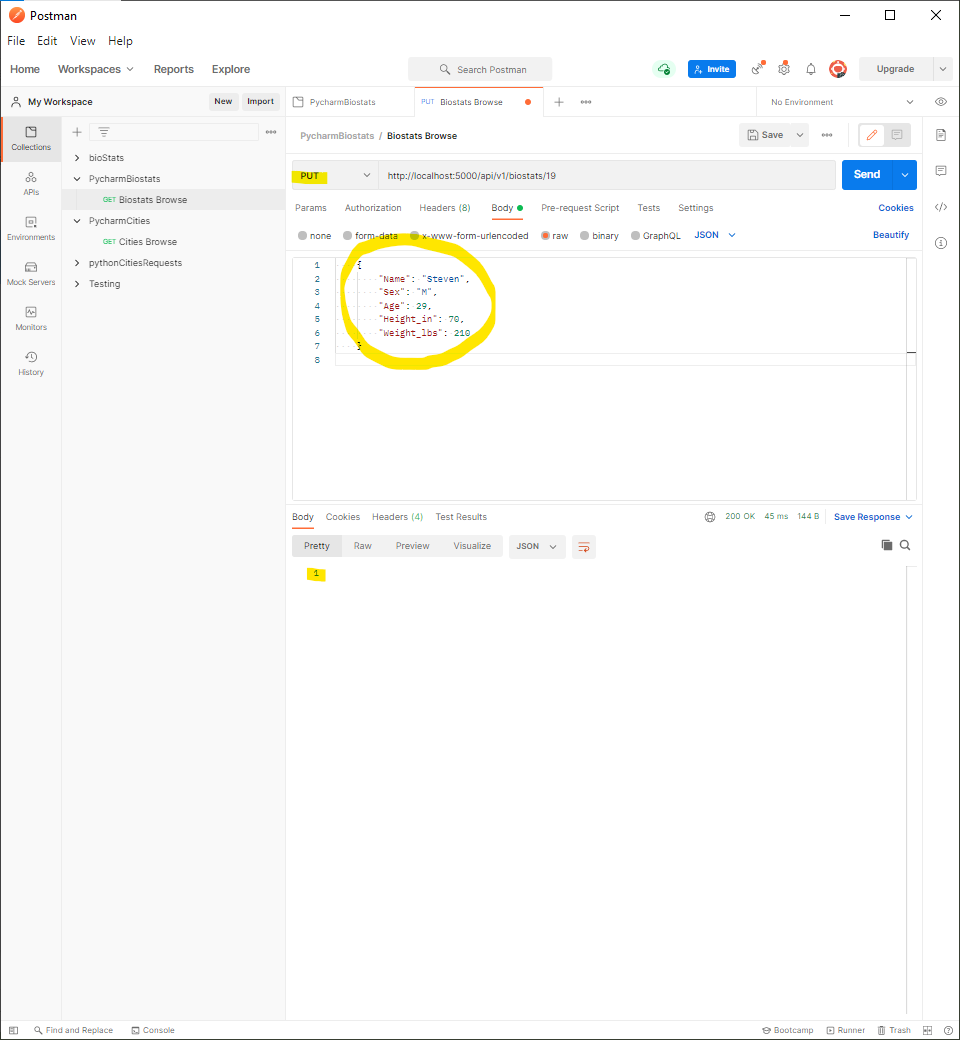 Postman
File Edit View Help
Home Workspaces Reports Explore
Search Postman
Invite
Upgrade
My Workspace
New Import
PycharmBiostats
PUT Biostats Browse
No Environment
Collections
APIs
Environments
Mock Servers
Monitors
History
bioStats
PycharmBiostats
GET Biostats Browse
PycharmCities
GET Cities Browse
pythonCitiesRequests
Testing
PycharmBiostats / Biostats Browse
Save
PUT
http://localhost:5000/api/v1/biostats/19
Send
Params Authorization Headers (8) Body Pre-request Script Tests Settings
Cookies
none form-data x-www-form-urlencoded raw binary GraphQL JSON
Beautify
1 {
2 "Name": "Steven",
3 "Sex": "M",
4 "Age": 29,
5 "Height_in": 70,
6 "Weight_lbs": 210
7 }
8
Body Cookies Headers (4) Test Results
200 OK 45 ms 144 B
Save Response
Pretty Raw Preview Visualize
JSON
1
Find and Replace Console
Bootcamp Runner Trash